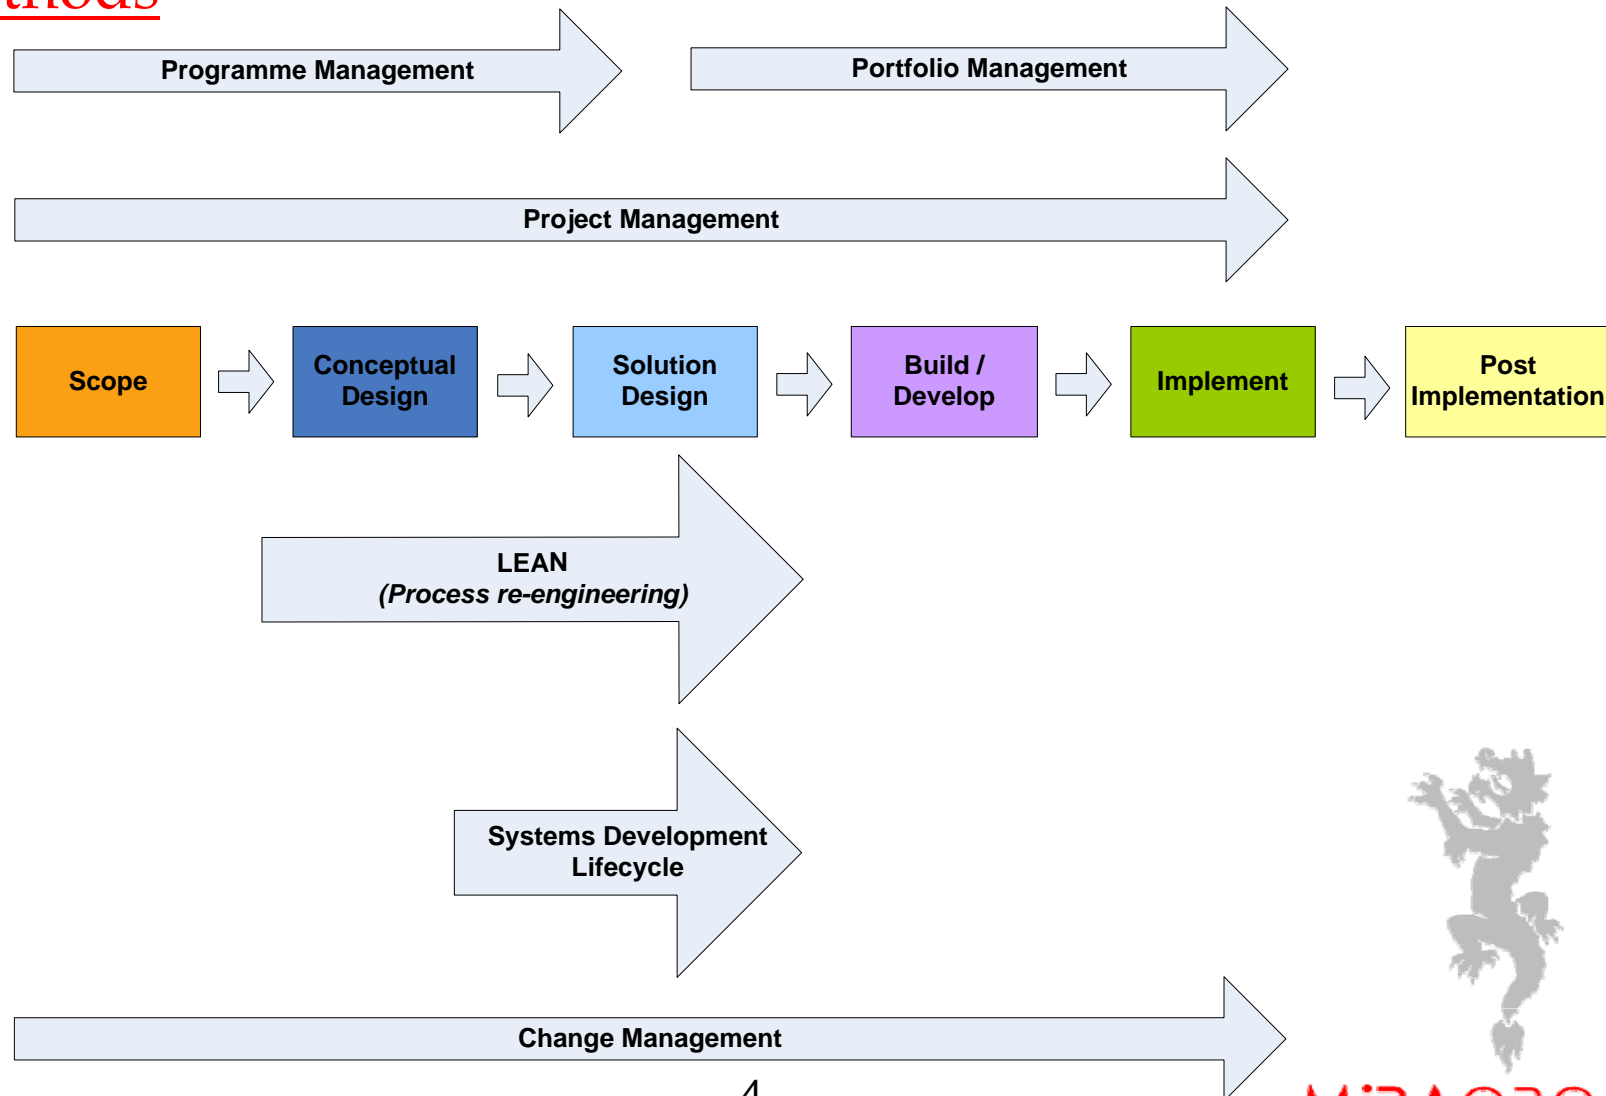 Programme Management
Portfolio Management
Project Management
Scope
Conceptual
Design
Solution
Design
Build /
Develop
Implement
Post
Implementation
LEAN
(Process re-engineering)
Systems Development
Lifecycle
Change Management
4